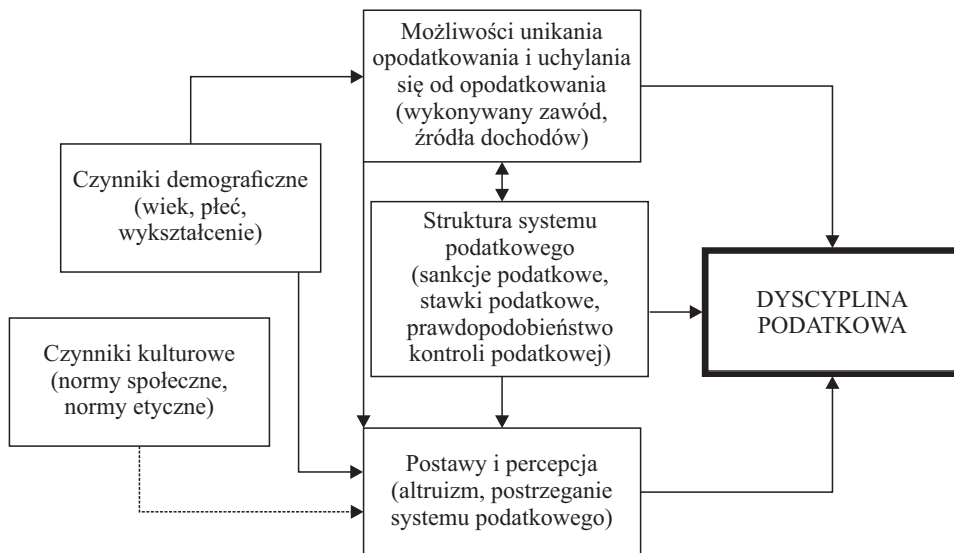 Możliwości unikania
opodatkowania i uchylania
się od opodatkowania
(wykonywany zawód,
źródła dochodów)
Czynniki demograficzne
(wiek, płeć,
wykształcenie)
Struktura systemu
podatkowego
(sankcje podatkowe,
stawki podatkowe,
prawdopodobieństwo
kontroli podatkowej)
DYSCYPLINA
PODATKOWA
Czynniki kulturowe
(normy społeczne,
normy etyczne)
Postawy i percepcja
(altruizm, postrzeganie
systemu podatkowego)